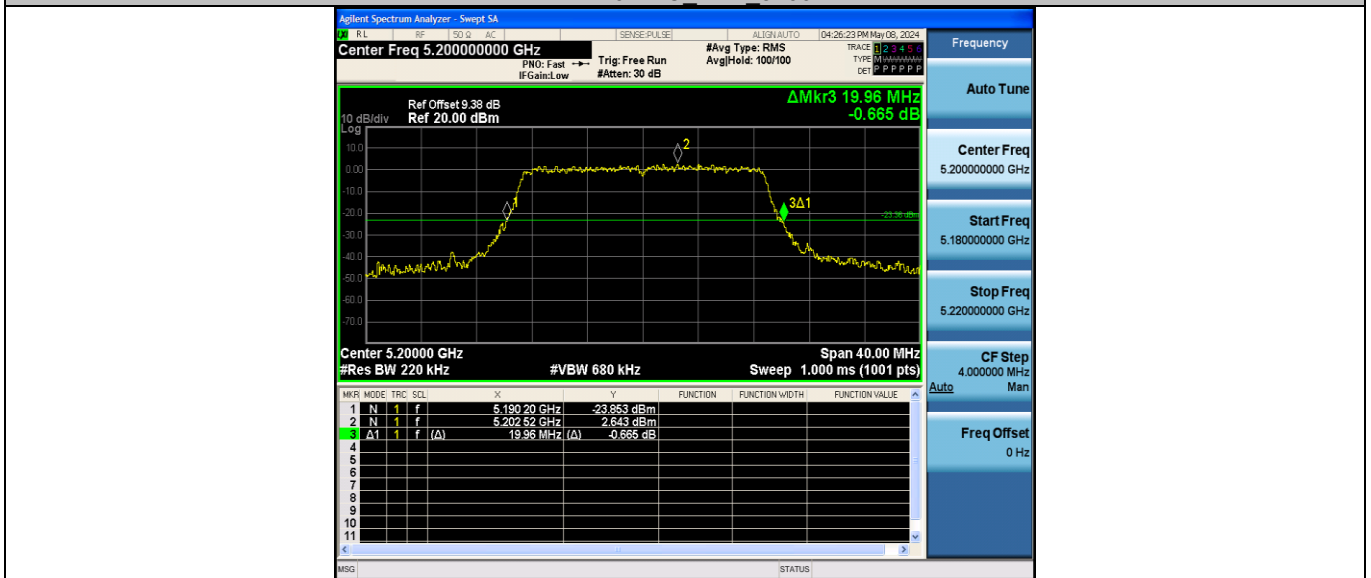 Agilent Spectrum Analyzer - Swept SA
RL RF 50 Ω AC SENSE:PULSE ALIGN AUTO 04:26:23 PM May 08, 2024
Center Freq 5.200000000 GHz
PNO: Fast
IFGain:Low
Trig: Free Run
#Atten: 30 dB
#Avg Type: RMS
Avg|Hold: 100/100
TRACE 1 2 3 4 5 6
TYPE M
DET P P P P P P
Ref Offset 9.38 dB
10 dB/div Ref 20.00 dBm
Log
ΔMkr3 19.96 MHz
-0.665 dB
10.0
0.00
-10.0
-20.0
-30.0
-40.0
-50.0
-60.0
-70.0
1
2
3Δ1
-23.36 dBm
Center 5.20000 GHz Span 40.00 MHz
#Res BW 220 kHz #VBW 680 kHz Sweep 1.000 ms (1001 pts)
MKR MODE TRC SCL X Y FUNCTION FUNCTION WIDTH FUNCTION VALUE
1 N 1 f 5.190 20 GHz -23.853 dBm
2 N 1 f 5.202 52 GHz 2.643 dBm
3 Δ1 1 f (Δ) 19.96 MHz (Δ) -0.665 dB
4
5
6
7
8
9
10
11
MSG STATUS
Frequency
Auto Tune
Center Freq
5.200000000 GHz
Start Freq
5.180000000 GHz
Stop Freq
5.220000000 GHz
CF Step
4.000000 MHz
Auto Man
Freq Offset
0 Hz